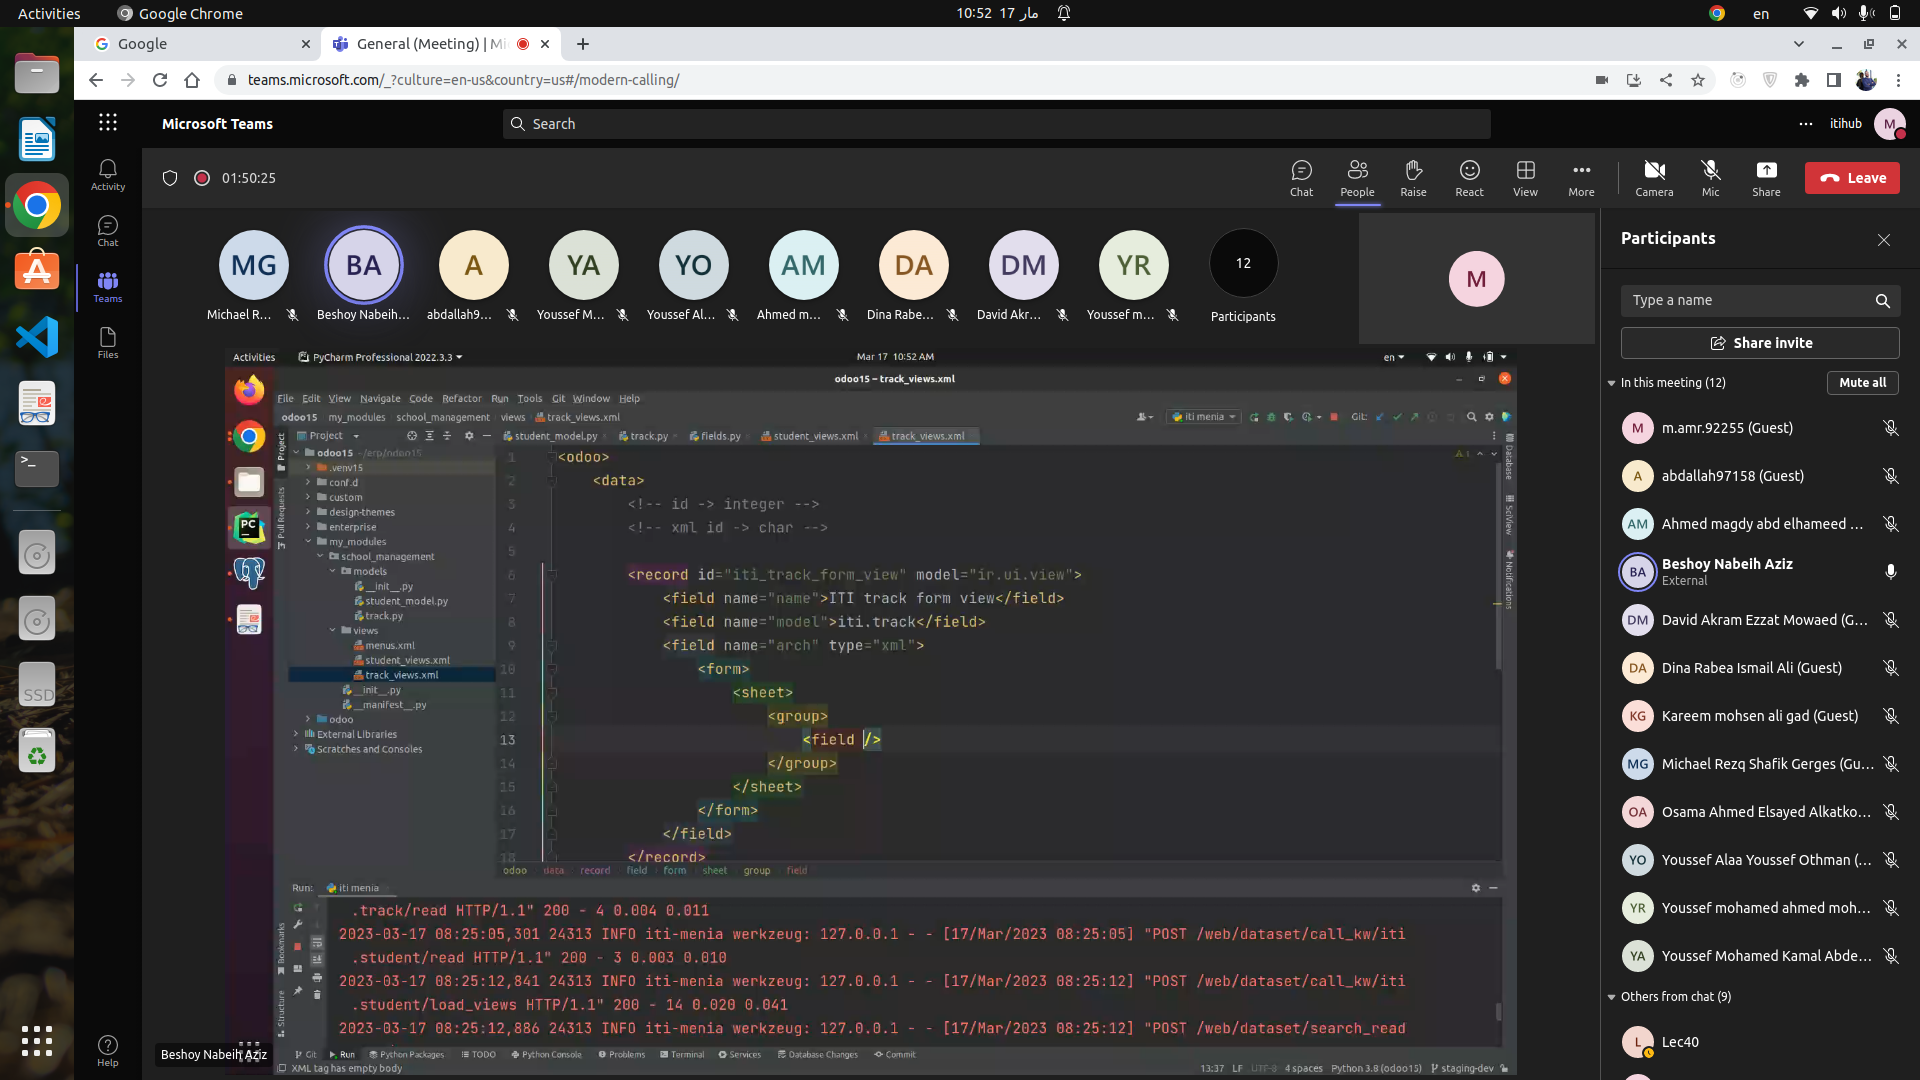 Activities
Google Chrome
10:52 17 مار
en
Google
General (Meeting) | Mi
teams.microsoft.com/_?culture=en-us&country=us#/modern-calling/
Microsoft Teams
Search
itihub
M
Activity
Chat
Teams
Files
Help
01:50:25
Chat
People
Raise
React
View
More
Camera
Mic
Share
Leave
MG
BA
A
YA
YO
AM
DA
DM
YR
12
M
Michael R...
Beshoy Nabeih...
abdallah9...
Youssef M...
Youssef Al...
Ahmed m...
Dina Rabe...
David Akr...
Youssef m...
Participants
Activities
PyCharm Professional 2022.3.3
Mar 17 10:52 AM
en
odoo15 – track_views.xml
File Edit View Navigate Code Refactor Run Tools Git Window Help
odoo15 my_modules school_management views track_views.xml
iti menia
Git:
Project
student_model.py
track.py
fields.py
student_views.xml
track_views.xml
Project
Pull Requests
Bookmarks
Structure
Database
SciView
Notifications
odoo15 ~/erp/odoo15
.venv15
conf.d
custom
design-themes
enterprise
my_modules
school_management
models
__init__.py
student_model.py
track.py
views
menus.xml
student_views.xml
track_views.xml
__init__.py
__manifest__.py
odoo
External Libraries
Scratches and Consoles
1 <odoo>
2 <data>
3 <!-- id -> integer -->
4 <!-- xml id -> char -->
5
6 <record id="iti_track_form_view" model="ir.ui.view">
7 <field name="name">ITI track form view</field>
8 <field name="model">iti.track</field>
9 <field name="arch" type="xml">
10 <form>
11 <sheet>
12 <group>
13 <field />
14 </group>
15 </sheet>
16 </form>
17 </field>
18 </record>
odoo data record field form sheet group field
Run: iti menia
.track/read HTTP/1.1" 200 - 4 0.004 0.011
2023-03-17 08:25:05,301 24313 INFO iti-menia werkzeug: 127.0.0.1 - - [17/Mar/2023 08:25:05] "POST /web/dataset/call_kw/iti
.student/read HTTP/1.1" 200 - 3 0.003 0.010
2023-03-17 08:25:12,841 24313 INFO iti-menia werkzeug: 127.0.0.1 - - [17/Mar/2023 08:25:12] "POST /web/dataset/call_kw/iti
.student/load_views HTTP/1.1" 200 - 14 0.020 0.041
2023-03-17 08:25:12,886 24313 INFO iti-menia werkzeug: 127.0.0.1 - - [17/Mar/2023 08:25:12] "POST /web/dataset/search_read
Git Run Python Packages TODO Python Console Problems Terminal Services Database Changes Commit
XML tag has empty body
13:37 LF UTF-8 4 spaces Python 3.8 (odoo15) staging-dev
Beshoy Nabeih Aziz
PC
SSD
Participants
Type a name
Share invite
In this meeting (12)
Mute all
M m.amr.92255 (Guest)
A abdallah97158 (Guest)
AM Ahmed magdy abd elhameed ...
BA Beshoy Nabeih Aziz
External
DM David Akram Ezzat Mowaed (G...
DA Dina Rabea Ismail Ali (Guest)
KG Kareem mohsen ali gad (Guest)
MG Michael Rezq Shafik Gerges (Gu...
OA Osama Ahmed Elsayed Alkatko...
YO Youssef Alaa Youssef Othman (...
YR Youssef mohamed ahmed moh...
YA Youssef Mohamed Kamal Abde...
Others from chat (9)
L Lec40